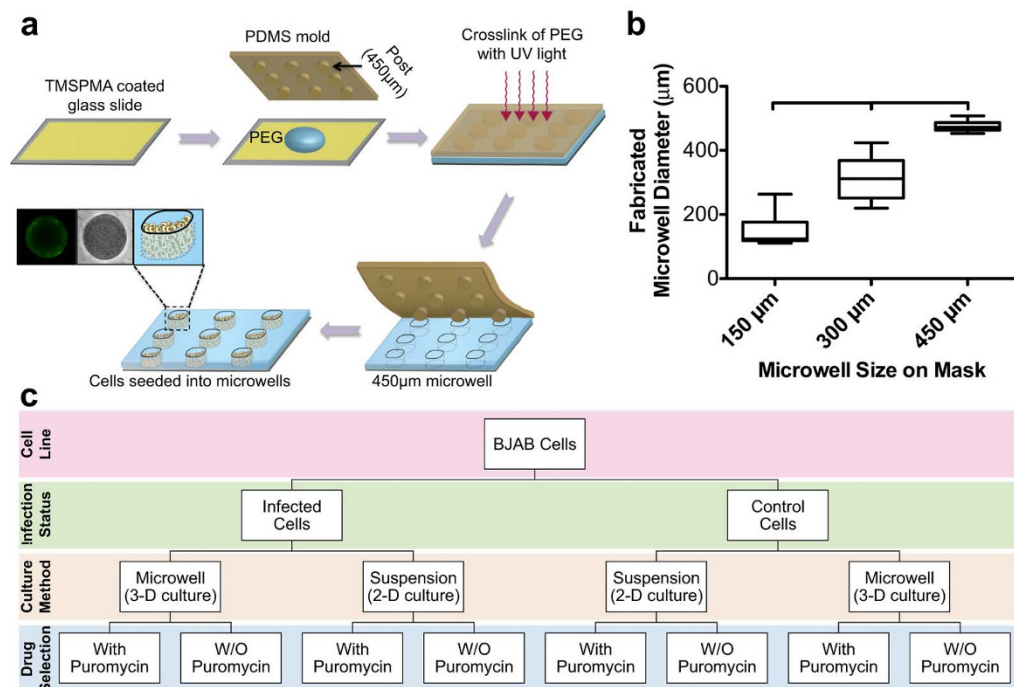 a
PDMS mold
Post
(450µm)
Crosslink of PEG
with UV light
TMSPMA coated
glass slide
PEG
Cells seeded into microwells
450µm microwell
b
Fabricated
Microwell Diameter (µm)
600
400
200
0
150 µm
300 µm
450 µm
Microwell Size on Mask
c
Cell
Line
BJAB Cells
Infection
Status
Infected
Cells
Control
Cells
Culture
Method
Microwell
(3-D culture)
Suspension
(2-D culture)
Suspension
(2-D culture)
Microwell
(3-D culture)
Drug
Selection
With
Puromycin
W/O
Puromycin
With
Puromycin
W/O
Puromycin
With
Puromycin
W/O
Puromycin
With
Puromycin
W/O
Puromycin